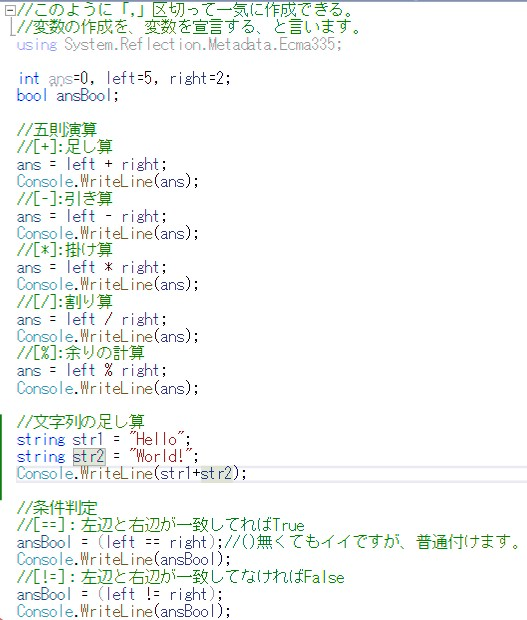 //このように「,」区切って一気に作成できる。
//変数の作成を、変数を宣言する、と言います。
using System.Reflection.Metadata.Ecma335;
int ans=0, left=5, right=2;
bool ansBool;
//五則演算
//[+]:足し算
ans = left + right;
Console.WriteLine(ans);
//[-]:引き算
ans = left - right;
Console.WriteLine(ans);
//[*]:掛け算
ans = left * right;
Console.WriteLine(ans);
//[/]:割り算
ans = left / right;
Console.WriteLine(ans);
//[%]:余りの計算
ans = left % right;
Console.WriteLine(ans);
//文字列の足し算
string str1 = "Hello";
string str2 = "World!";
Console.WriteLine(str1+str2);
//条件判定
//[==]：左辺と右辺が一致してればTrue
ansBool = (left == right);//()無くてもイイですが、普通付けます。
Console.WriteLine(ansBool);
//[!=]：左辺と右辺が一致してなければFalse
ansBool = (left != right);
Console.WriteLine(ansBool);